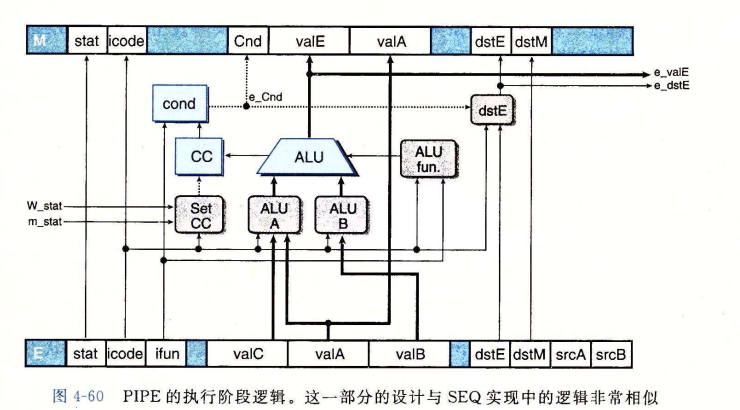 M stat icode Cnd valE valA dstE dstM
e_valE
e_dstE
cond
e_Cnd
dstE
CC
ALU
ALU
fun.
W_stat
m_stat
Set
CC
ALU
A
ALU
B
E stat icode ifun valC valA valB dstE dstM srcA srcB
图 4-60 PIPE 的执行阶段逻辑。这一部分的设计与 SEQ 实现中的逻辑非常相似